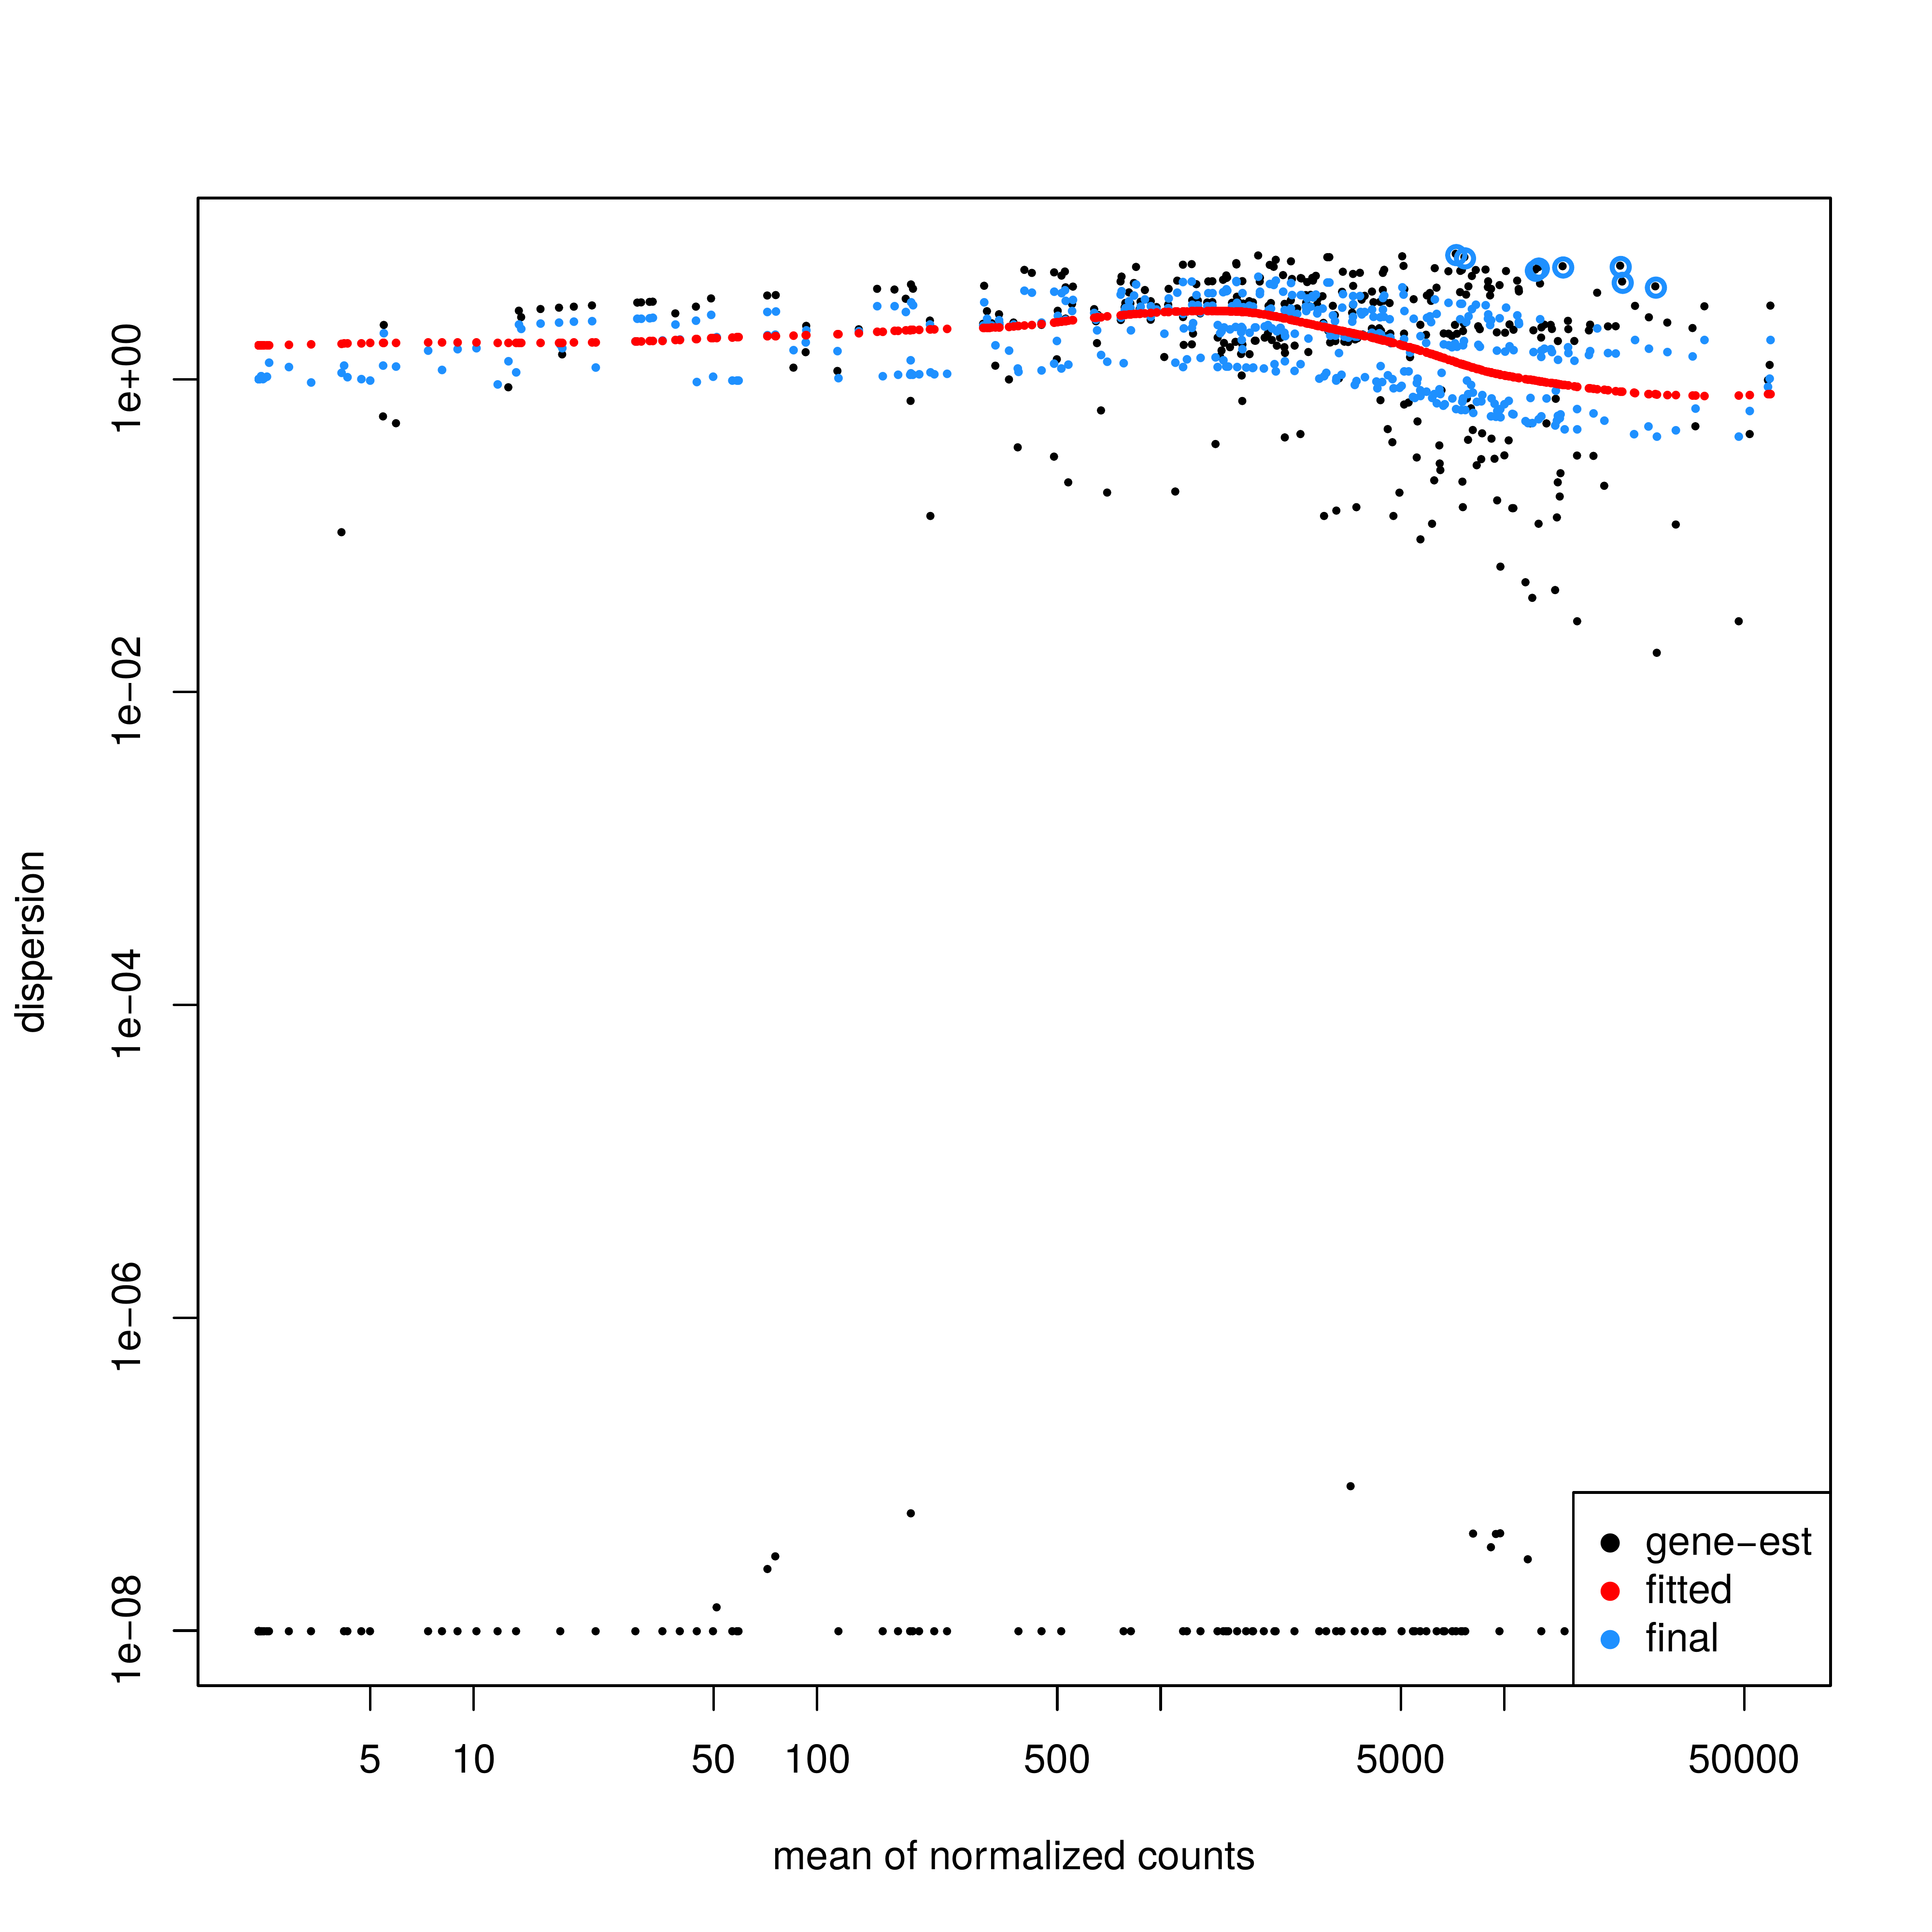 dispersion
1e+00
1e−02
1e−04
1e−06
1e−08
gene−est
fitted
final
5 10 50 100 500 5000 50000
mean of normalized counts